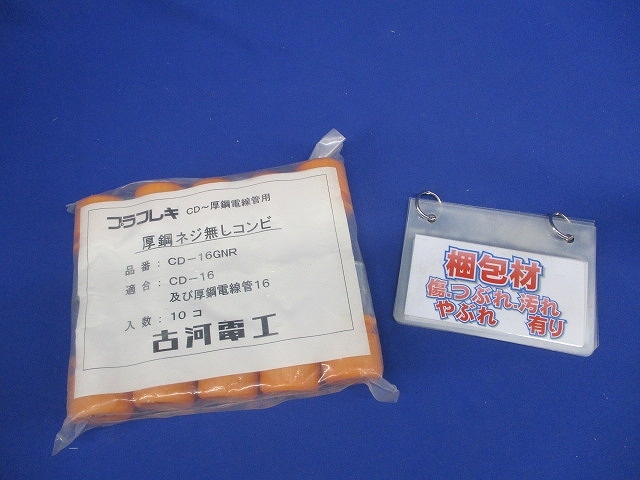 プラフレキ CD～厚鋼電線管用
厚鋼ネジ無しコンビ
品番: CD-16GNR
適合: CD-16
及び厚鋼電線管16
入数: 10コ
古河電工
梱包材
傷.つぶれ.汚れ
やぶれ 有り